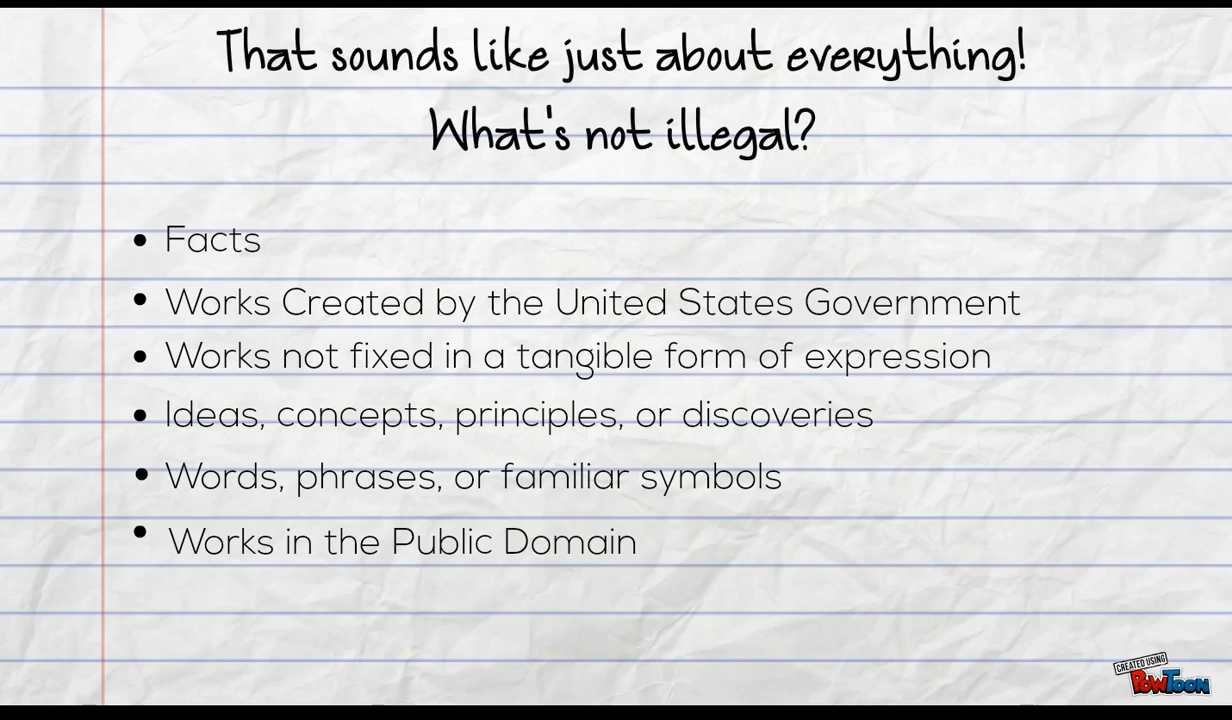 That sounds like just about everything!
What's not illegal?
• Facts
• Works Created by the United States Government
• Works not fixed in a tangible form of expression
• Ideas, concepts, principles, or discoveries
• Words, phrases, or familiar symbols
• Works in the Public Domain
CREATED USING
POWTOON